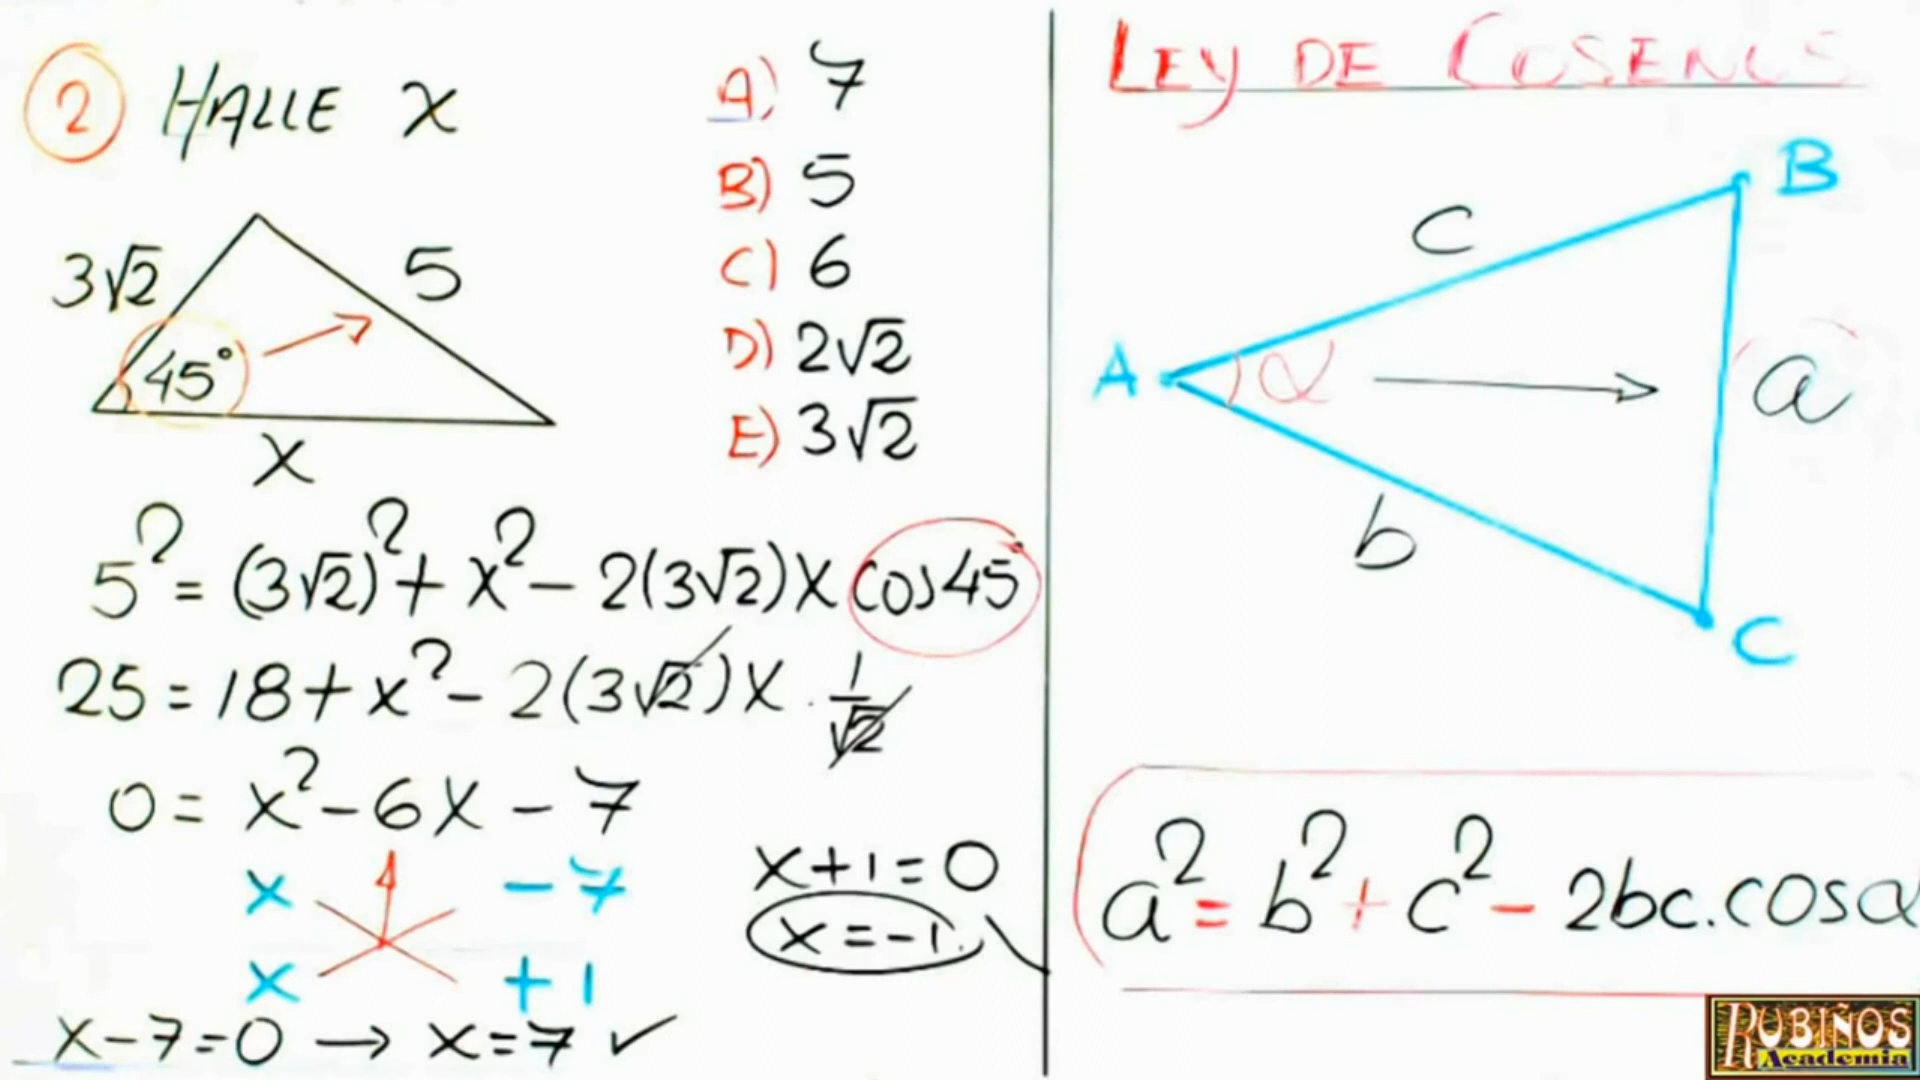 2 HALLE x
A) 7
B) 5
C) 6
D) 2√2
E) 3√2
3√2
5
45°
x
5² = (3√2)² + x² - 2(3√2)x cos45°
25 = 18 + x² - 2(3√2)x · 1/√2
0 = x² - 6x - 7
x - 7
x + 1
x - 7 = 0 → x = 7 ✓
x + 1 = 0
x = -1
LEY DE COSENOS
B
c
A
α
a
b
C
a² = b² + c² - 2bc.cosα
RUBIÑOS
Academia